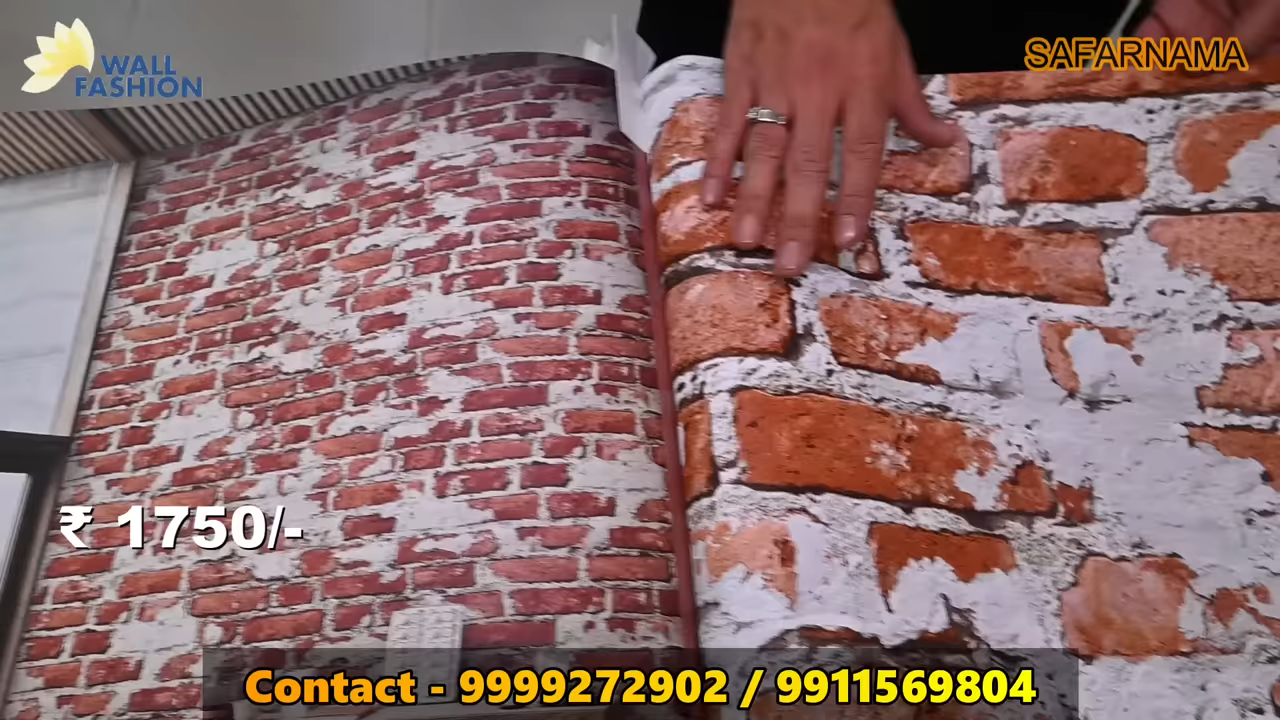 WALL
FASHION
SAFARNAMA
₹ 1750/-
Contact - 9999272902 / 9911569804